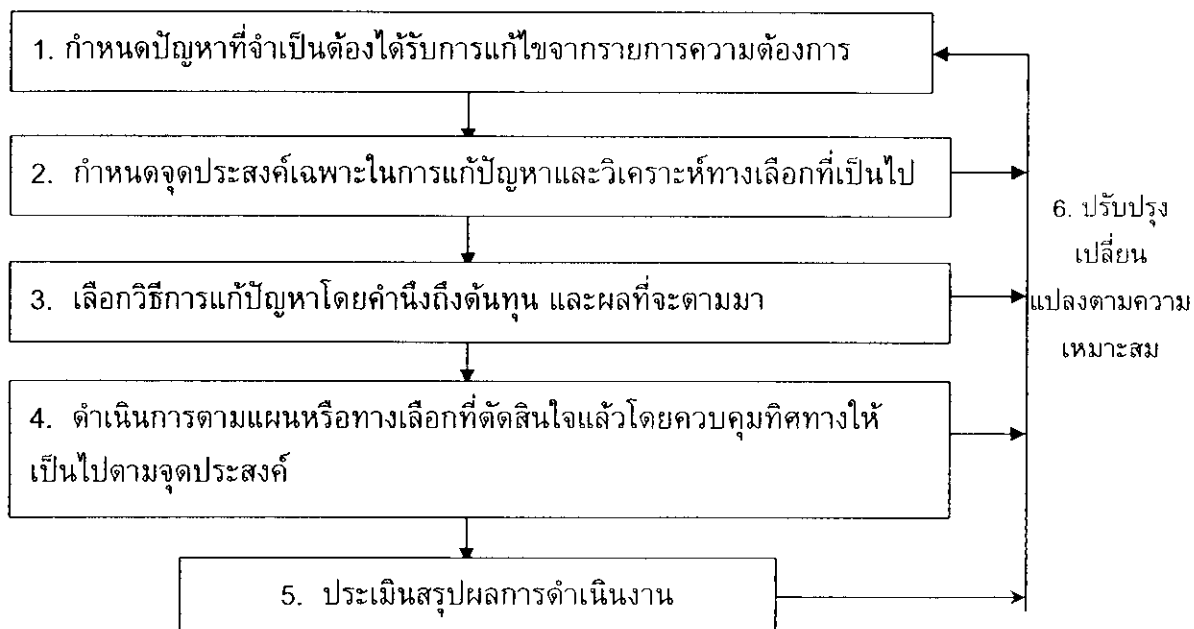 1. กำหนดปัญหาที่จำเป็นต้องได้รับการแก้ไขจากรายการความต้องการ
2. กำหนดจุดประสงค์เฉพาะในการแก้ปัญหาและวิเคราะห์ทางเลือกที่เป็นไป
3. เลือกวิธีการแก้ปัญหาโดยคำนึงถึงต้นทุน และผลที่จะตามมา
4. ดำเนินการตามแผนหรือทางเลือกที่ตัดสินใจแล้วโดยควบคุมทิศทางให้
เป็นไปตามจุดประสงค์
5. ประเมินสรุปผลการดำเนินงาน
6. ปรับปรุง
เปลี่ยน
แปลงตามความ
เหมาะสม